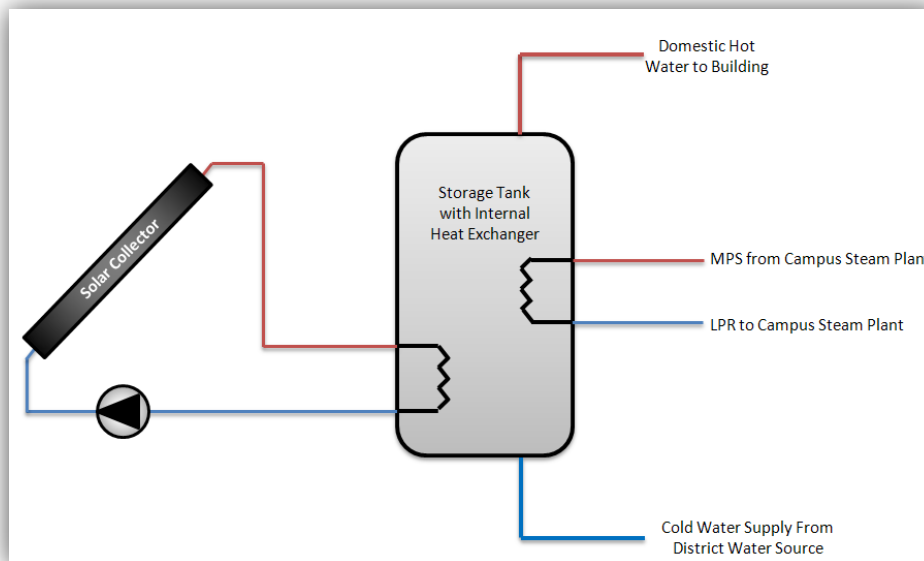 Domestic Hot
Water to Building
Storage Tank
with Internal
Heat Exchanger
Solar Collector
MPS from Campus Steam Plant
LPR to Campus Steam Plant
Cold Water Supply From
District Water Source